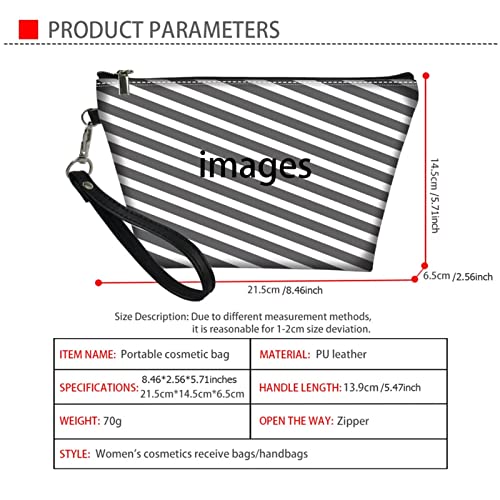 PRODUCT PARAMETERS
images
14.5cm/5.71inch
6.5cm/2.56inch
21.5cm/8.46inch
Size Description: Due to different measurement methods,
it is reasonable for 1-2cm size deviation.
ITEM NAME: Portable cosmetic bag
MATERIAL: PU leather
SPECIFICATIONS: 8.46*2.56*5.71inches
21.5cm*14.5cm*6.5cm
HANDLE LENGTH: 13.9cm/5.47inch
WEIGHT: 70g
OPEN THE WAY: Zipper
STYLE: Women's cosmetics receive bags/handbags